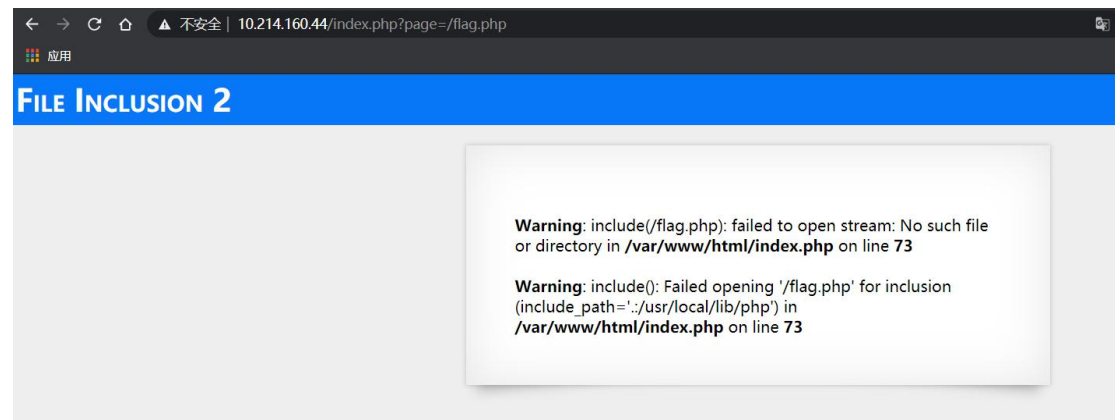 不安全 | 10.214.160.44/index.php?page=/flag.php
应用
FILE INCLUSION 2
Warning: include(/flag.php): failed to open stream: No such file
or directory in /var/www/html/index.php on line 73
Warning: include(): Failed opening '/flag.php' for inclusion
(include_path='.:/usr/local/lib/php') in
/var/www/html/index.php on line 73